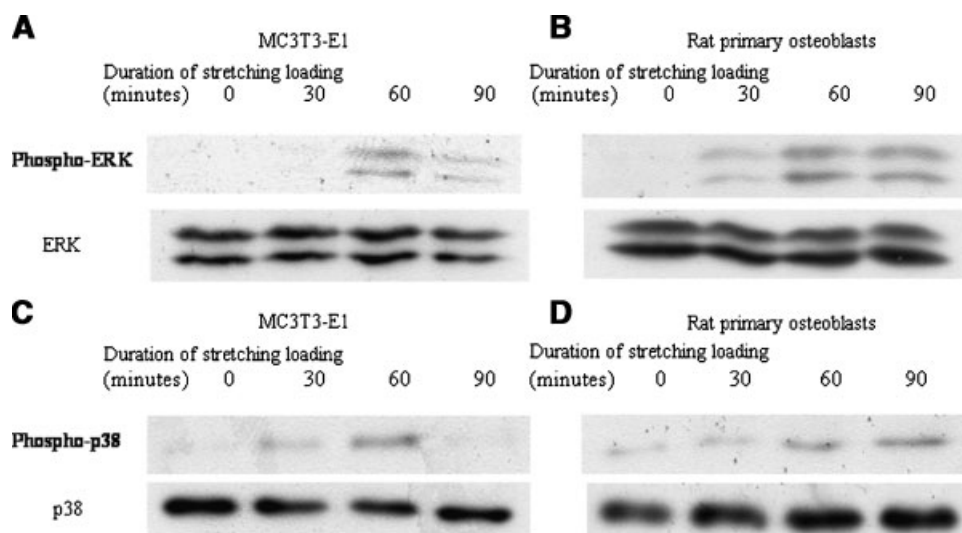 A
MC3T3-E1
Duration of stretching loading
(minutes) 0 30 60 90
Phospho-ERK
ERK
B
Rat primary osteoblasts
Duration of stretching loading
(minutes) 0 30 60 90
C
MC3T3-E1
Duration of stretching loading
(minutes) 0 30 60 90
Phospho-p38
p38
D
Rat primary osteoblasts
Duration of stretching loading
(minutes) 0 30 60 90